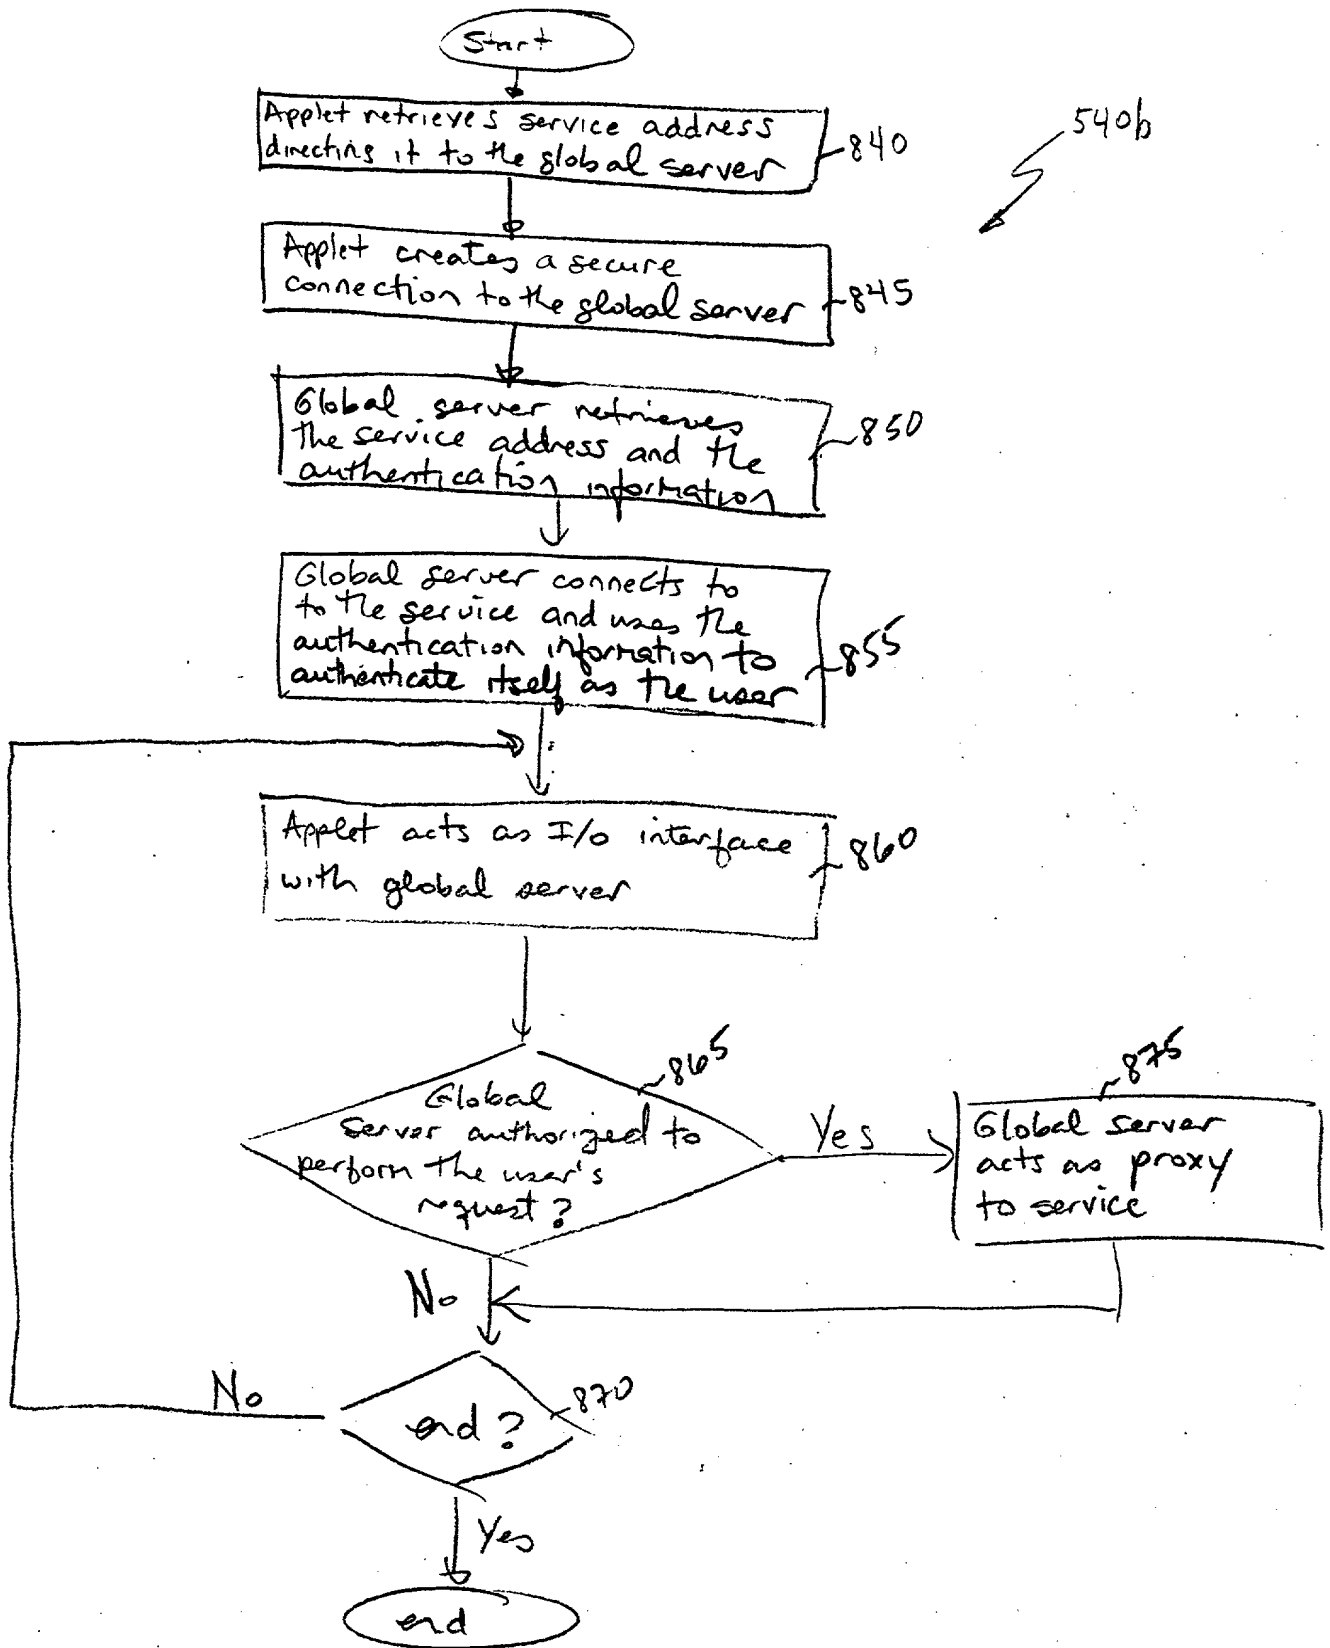 Start
Applet retrieves service address
directing it to the global server
840
540b
Applet creates a secure
connection to the global server
845
Global server retrieves
the service address and the
authentication information
850
Global server connects to
to the service and uses the
authentication information to
authenticate itself as the user
855
Applet acts as I/O interface
with global server
860
865
Global
Server authorized to
perform the user's
request?
Yes
875
Global server
acts as proxy
to service
No
No
end?
870
Yes
end